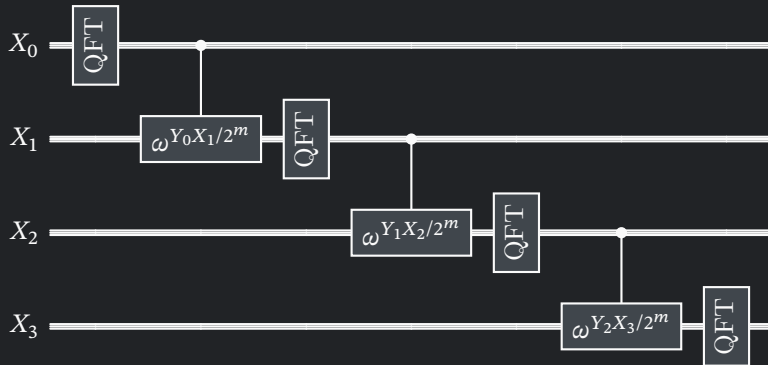 X₀ QFT
ω^{Y₀X₁/2^m}
X₁ QFT
ω^{Y₁X₂/2^m}
X₂ QFT
ω^{Y₂X₃/2^m}
X₃ QFT